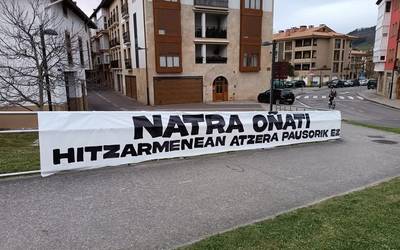 NATRA OÑATI
HITZARMENEAN ATZERA PAUSORIK EZ